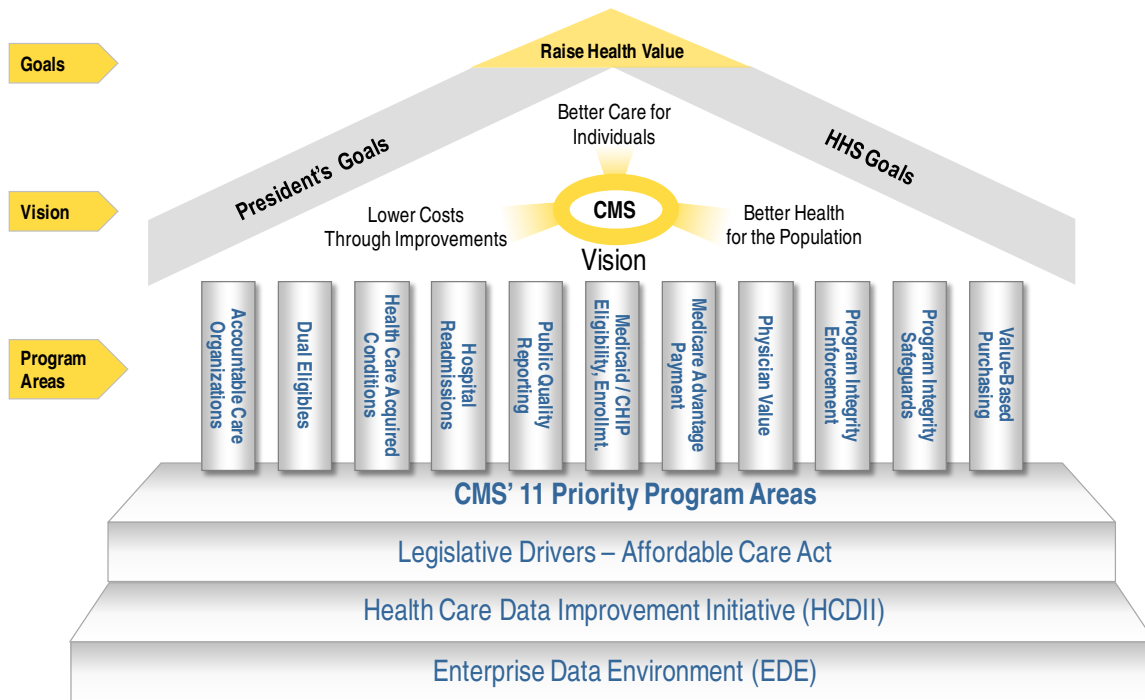 Goals
Raise Health Value
President's Goals
HHS Goals
Better Care for
Individuals
Vision
CMS
Lower Costs
Through Improvements
Better Health
for the Population
Vision
Program
Areas
Accountable Care
Organizations
Dual Eligibles
Health Care Acquired
Conditions
Hospital
Readmissions
Public Quality
Reporting
Medicaid / CHIP
Eligibility, Enrollmt.
Medicare Advantage
Payment
Physician Value
Program Integrity
Enforcement
Program Integrity
Safeguards
Value-Based
Purchasing
CMS' 11 Priority Program Areas
Legislative Drivers – Affordable Care Act
Health Care Data Improvement Initiative (HCDII)
Enterprise Data Environment (EDE)